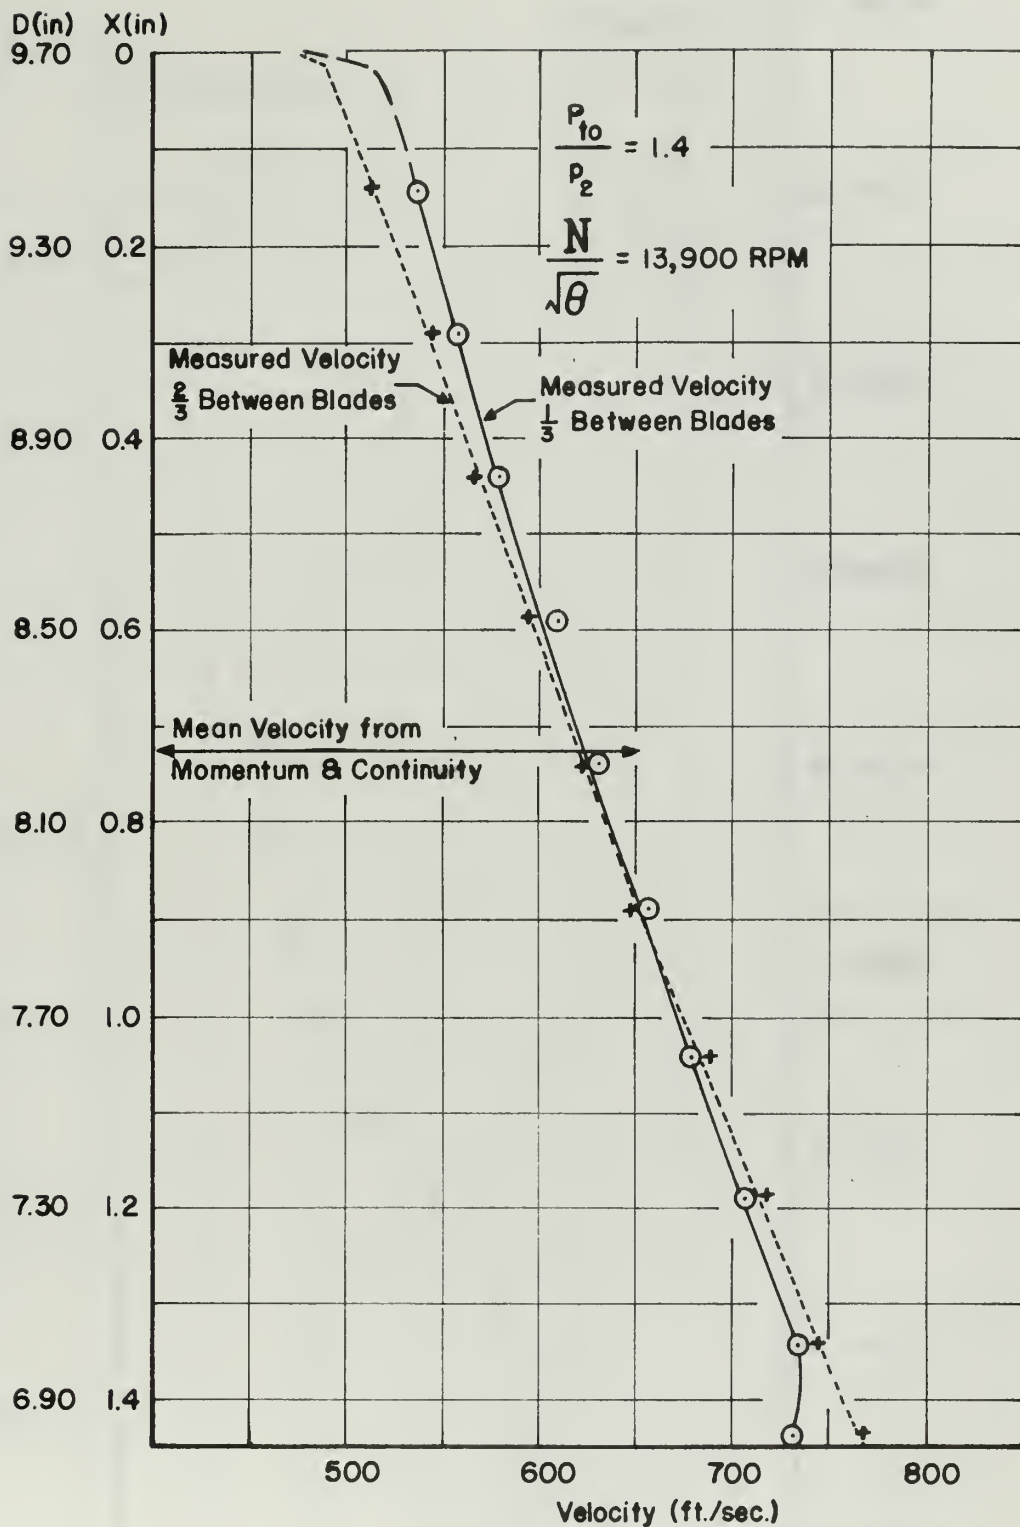 D(in) X(in)
9.70 0
P_to / p_2 = 1.4
9.30 0.2
N / √θ = 13,900 RPM
Measured Velocity
2/3 Between Blades
Measured Velocity
1/3 Between Blades
8.90 0.4
8.50 0.6
Mean Velocity from
Momentum & Continuity
8.10 0.8
7.70 1.0
7.30 1.2
6.90 1.4
500 600 700 800
Velocity (ft./sec.)